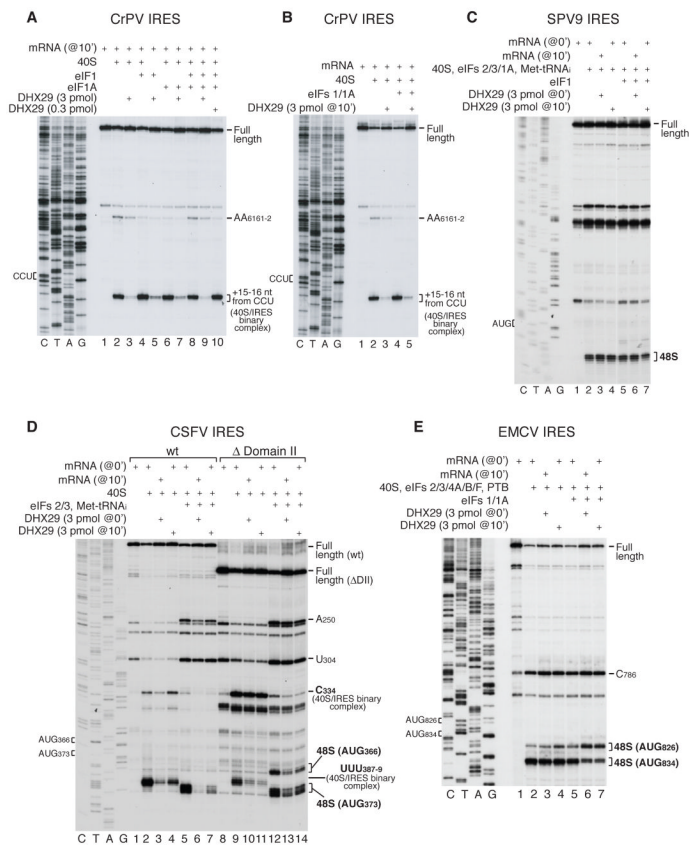 A
CrPV IRES
mRNA (@10')  + + + + + + + + + +
40S  + + + + + + +
eIF1  + + + + +
eIF1A  + + + + +
DHX29 (3 pmol)  + + + +
DHX29 (0.3 pmol)  +
Full
length
AA6161-2
CCU
+15-16 nt
from CCU
(40S/IRES
binary
complex)
C T A G 1 2 3 4 5 6 7 8 9 10
B
CrPV IRES
mRNA  + + + + +
40S  + + + +
eIFs 1/1A  + +
DHX29 (3 pmol @10')  + +
Full
length
AA6161-2
CCU
+15-16 nt
from CCU
(40S/IRES
binary
complex)
C T A G 1 2 3 4 5
C
SPV9 IRES
mRNA (@0')  + + + + +
mRNA (@10')  + +
40S, eIFs 2/3/1A, Met-tRNAi  + + + + + +
eIF1  + + +
DHX29 (3 pmol @0')  + +
DHX29 (3 pmol @10')  + +
Full
length
AUG
48S
C T A G 1 2 3 4 5 6 7
D
CSFV IRES
wt
Δ Domain II
mRNA (@0')  + + + + + + + + + +
mRNA (@10')  + + + +
40S  + + + + + + + + + + + +
eIFs 2/3, Met-tRNAi  + + + + + +
DHX29 (3 pmol @0')  + + + +
DHX29 (3 pmol @10')  + + + +
Full
length (wt)
Full
length (ΔDII)
A250
U304
C334
(40S/IRES binary
complex)
AUG366
AUG373
48S (AUG366)
UUU387-9
(40S/IRES binary
complex)
48S (AUG373)
C T A G 1 2 3 4 5 6 7 8 9 10 11 12 13 14
E
EMCV IRES
mRNA (@0')  + + + + +
mRNA (@10')  + +
40S, eIFs 2/3/4A/B/F, PTB  + + + + + +
eIFs 1/1A  + + +
DHX29 (3 pmol @0')  + +
DHX29 (3 pmol @10')  + +
Full
length
C786
AUG826
AUG834
48S (AUG826)
48S (AUG834)
C T A G 1 2 3 4 5 6 7